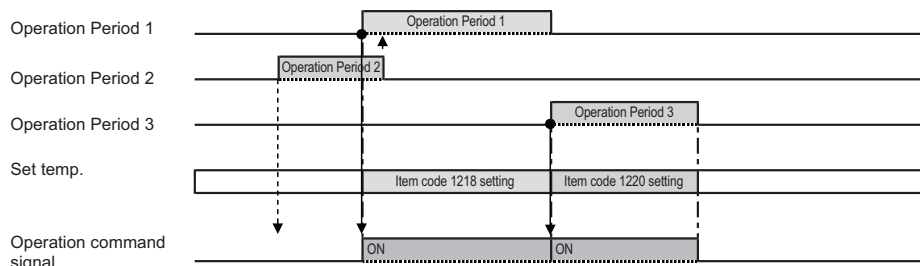 Operation Period 1
Operation Period 1
Operation Period 2
Operation Period 2
Operation Period 3
Operation Period 3
Set temp.
Item code 1218 setting
Item code 1220 setting
Operation command
signal
ON
ON